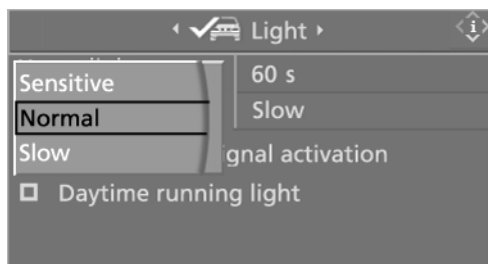 Light
Sensitive
60 s
Normal
Slow
Slow
gnal activation
Daytime running light